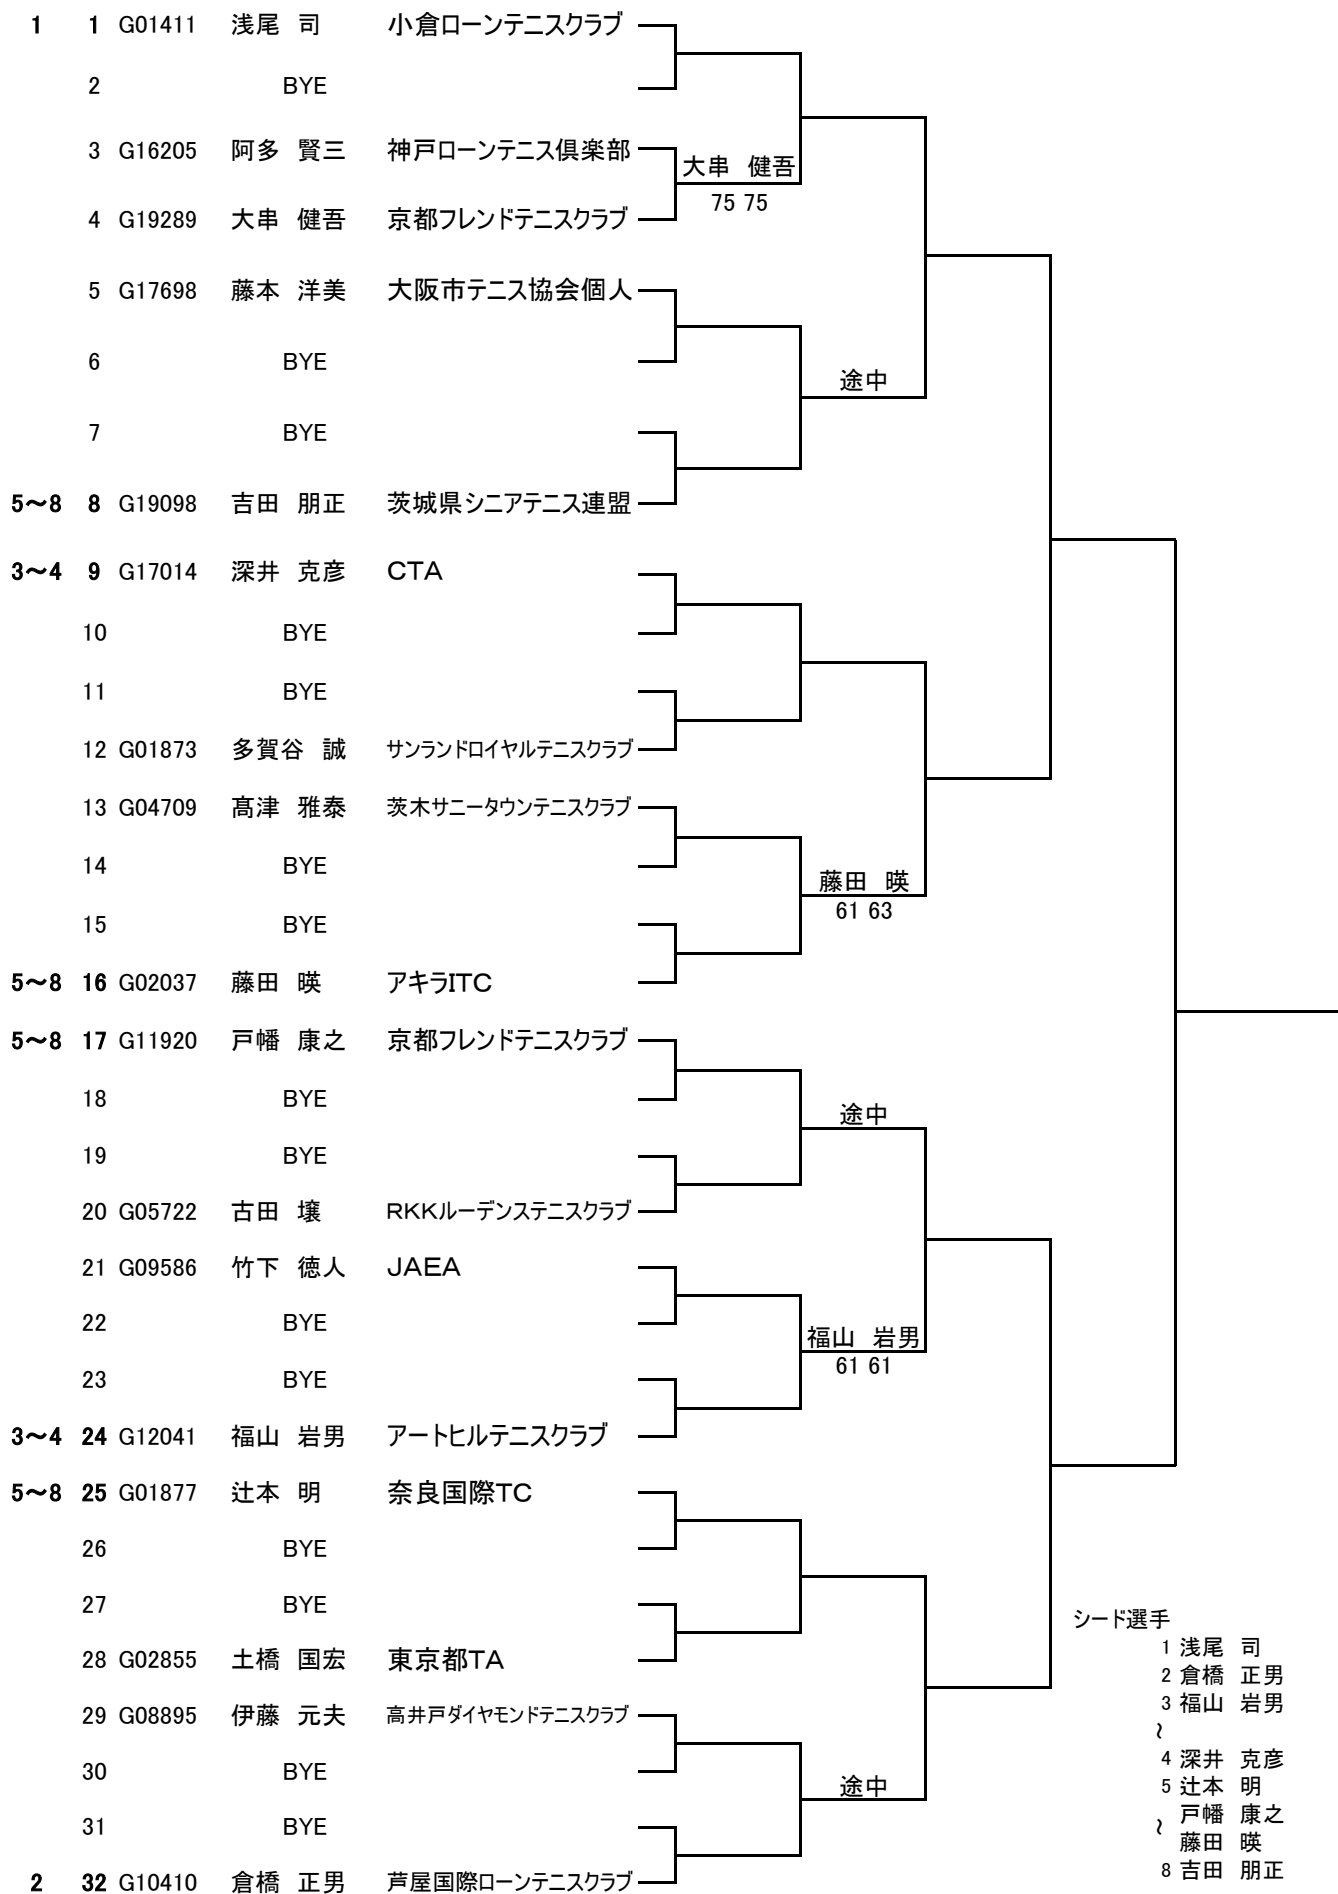 1 1 G01411 浅尾 司 小倉ローンテニスクラブ
2 BYE
3 G16205 阿多 賢三 神戸ローンテニス倶楽部
大串 健吾
75 75
4 G19289 大串 健吾 京都フレンドテニスクラブ
5 G17698 藤本 洋美 大阪市テニス協会個人
6 BYE
途中
7 BYE
5～8 8 G19098 吉田 朋正 茨城県シニアテニス連盟
3～4 9 G17014 深井 克彦 CTA
10 BYE
11 BYE
12 G01873 多賀谷 誠 サンランドロイヤルテニスクラブ
13 G04709 髙津 雅泰 茨木サニータウンテニスクラブ
14 BYE
藤田 暎
61 63
15 BYE
5～8 16 G02037 藤田 暎 アキラITC
5～8 17 G11920 戸幡 康之 京都フレンドテニスクラブ
18 BYE
途中
19 BYE
20 G05722 古田 壌 RKKルーデンステニスクラブ
21 G09586 竹下 徳人 JAEA
22 BYE
福山 岩男
61 61
23 BYE
3～4 24 G12041 福山 岩男 アートヒルテニスクラブ
5～8 25 G01877 辻本 明 奈良国際TC
26 BYE
27 BYE
28 G02855 土橋 国宏 東京都TA
29 G08895 伊藤 元夫 高井戸ダイヤモンドテニスクラブ
30 BYE
途中
31 BYE
2 32 G10410 倉橋 正男 芦屋国際ローンテニスクラブ
シード選手
1 浅尾 司
2 倉橋 正男
3 福山 岩男
～
4 深井 克彦
5 辻本 明
戸幡 康之
～
藤田 暎
8 吉田 朋正